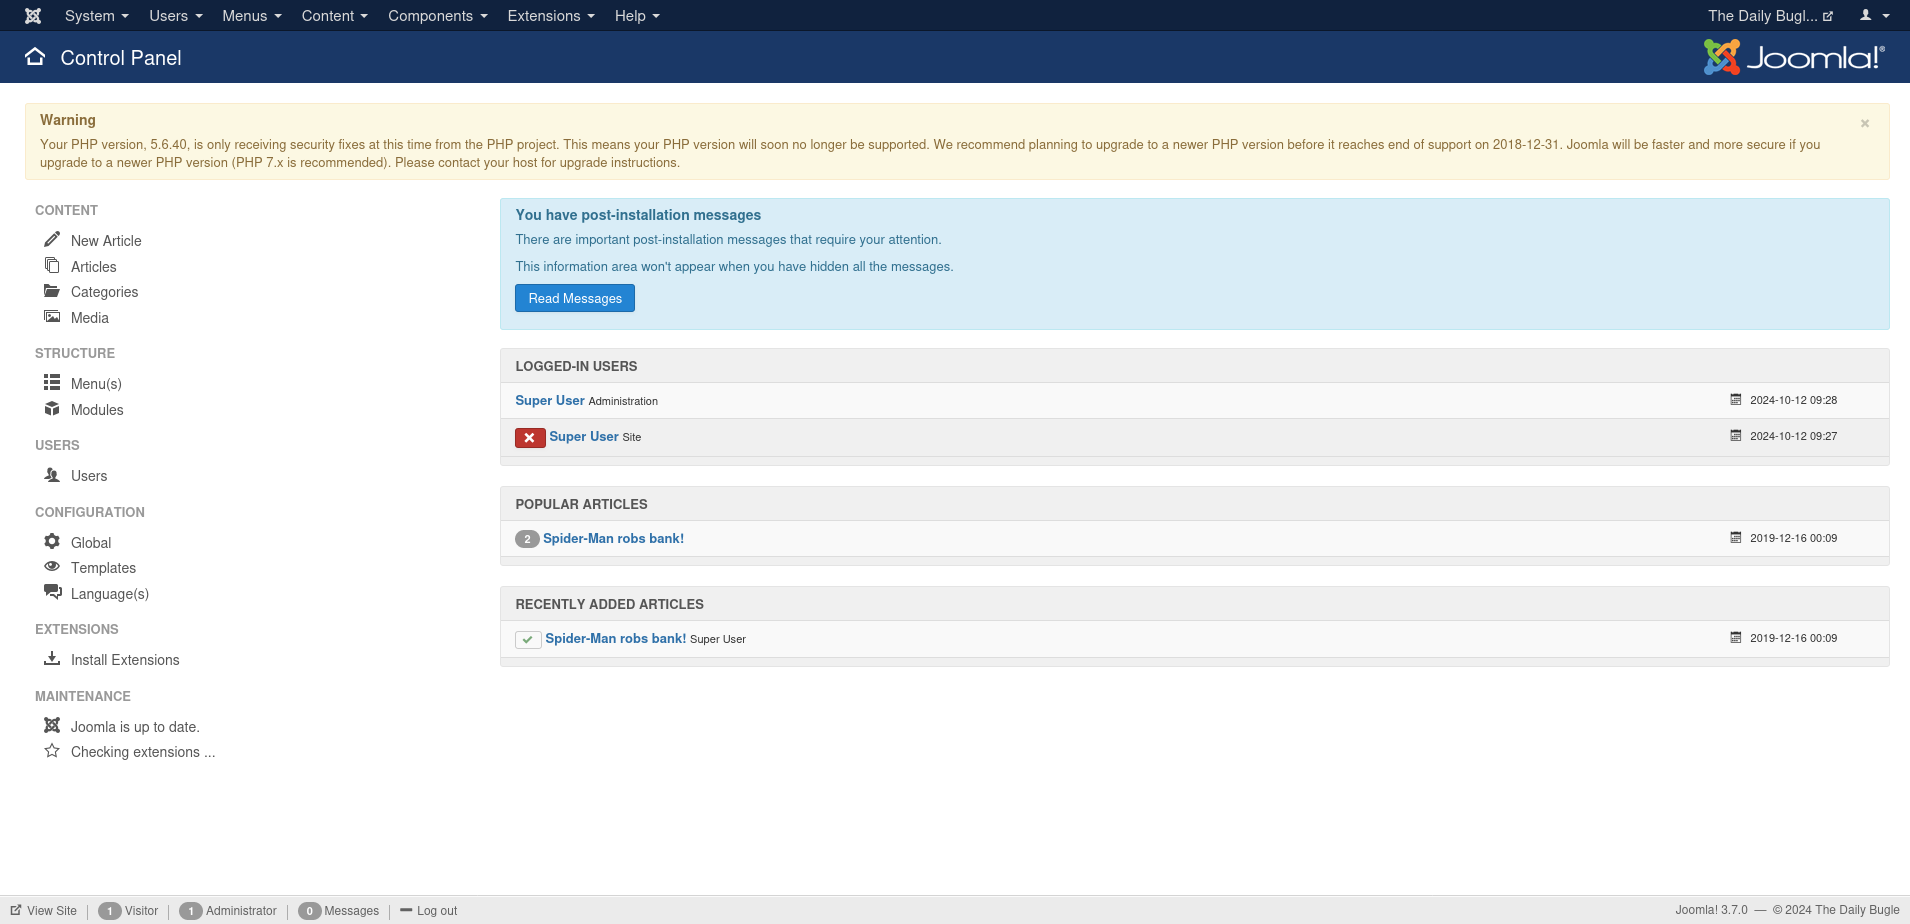 System Users Menus Content Components Extensions Help The Daily Bugl...
Control Panel Joomla!®
Warning ×
Your PHP version, 5.6.40, is only receiving security fixes at this time from the PHP project. This means your PHP version will soon no longer be supported. We recommend planning to upgrade to a newer PHP version before it reaches end of support on 2018-12-31. Joomla will be faster and more secure if you
upgrade to a newer PHP version (PHP 7.x is recommended). Please contact your host for upgrade instructions.
CONTENT
New Article
Articles
Categories
Media
STRUCTURE
Menu(s)
Modules
USERS
Users
CONFIGURATION
Global
Templates
Language(s)
EXTENSIONS
Install Extensions
MAINTENANCE
Joomla is up to date.
Checking extensions ...
You have post-installation messages
There are important post-installation messages that require your attention.
This information area won't appear when you have hidden all the messages.
Read Messages
LOGGED-IN USERS
Super User Administration 2024-10-12 09:28
Super User Site 2024-10-12 09:27
POPULAR ARTICLES
2 Spider-Man robs bank! 2019-12-16 00:09
RECENTLY ADDED ARTICLES
Spider-Man robs bank! Super User 2019-12-16 00:09
View Site 1 Visitor 1 Administrator 0 Messages Log out Joomla! 3.7.0 — © 2024 The Daily Bugle